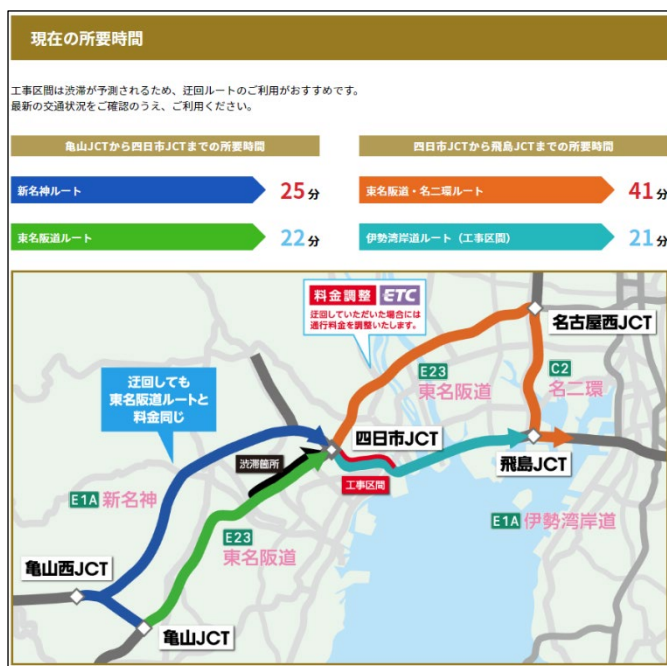 現在の所要時間
工事区間は渋滞が予測されるため、迂回ルートのご利用がおすすめです。
最新の交通状況をご確認のうえ、ご利用ください。
亀山JCTから四日市JCTまでの所要時間
新名神ルート 25分
東名阪道ルート 22分
四日市JCTから飛島JCTまでの所要時間
東名阪道・名二環ルート 41分
伊勢湾岸道ルート（工事区間） 21分
料金調整 ETC
迂回していただいた場合には
通行料金を調整いたします。
名古屋西JCT
迂回しても
東名阪道ルートと
料金同じ
E23
東名阪道
C2
名二環
四日市JCT
渋滞箇所
飛島JCT
工事区間
E1A 新名神
E1A 伊勢湾岸道
E23
東名阪道
亀山西JCT
亀山JCT